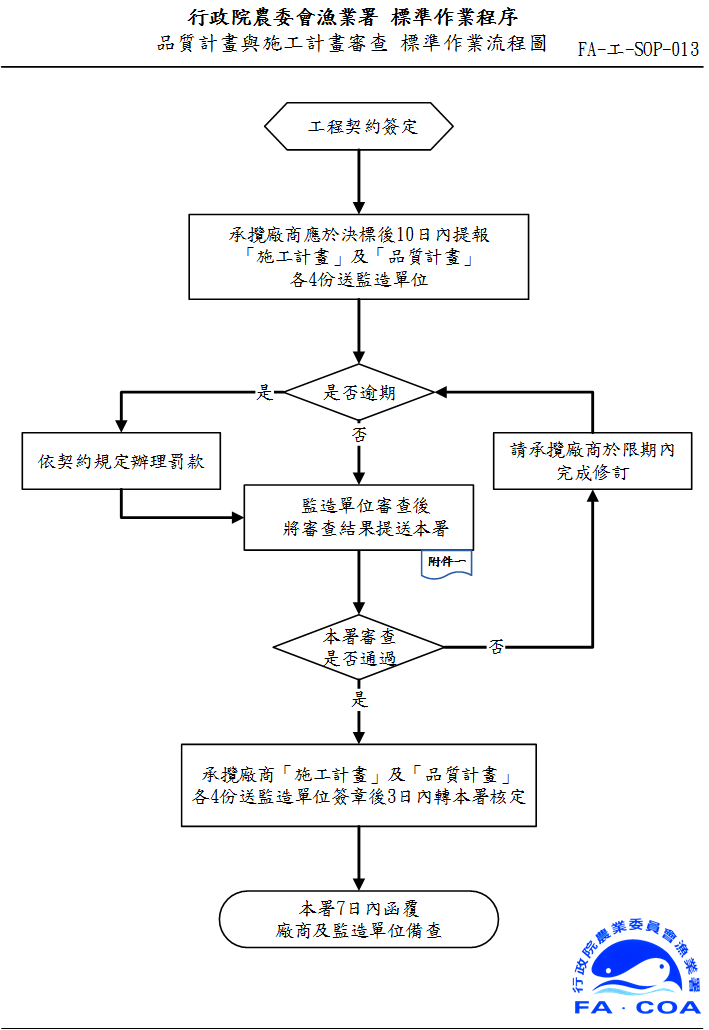 行政院農委會漁業署 標準作業程序
品質計畫與施工計畫審查 標準作業流程圖
FA-工-SOP-013
工程契約簽定
承攬廠商應於決標後10日內提報
「施工計畫」及「品質計畫」
各4份送監造單位
是
是否逾期
否
依契約規定辦理罰款
請承攬廠商於限期內
完成修訂
監造單位審查後
將審查結果提送本署
附件一
本署審查
是否通過
否
是
承攬廠商「施工計畫」及「品質計畫」
各4份送監造單位簽章後3日內轉本署核定
本署7日內函覆
廠商及監造單位備查
行政院農業委員會漁業署
FA·COA